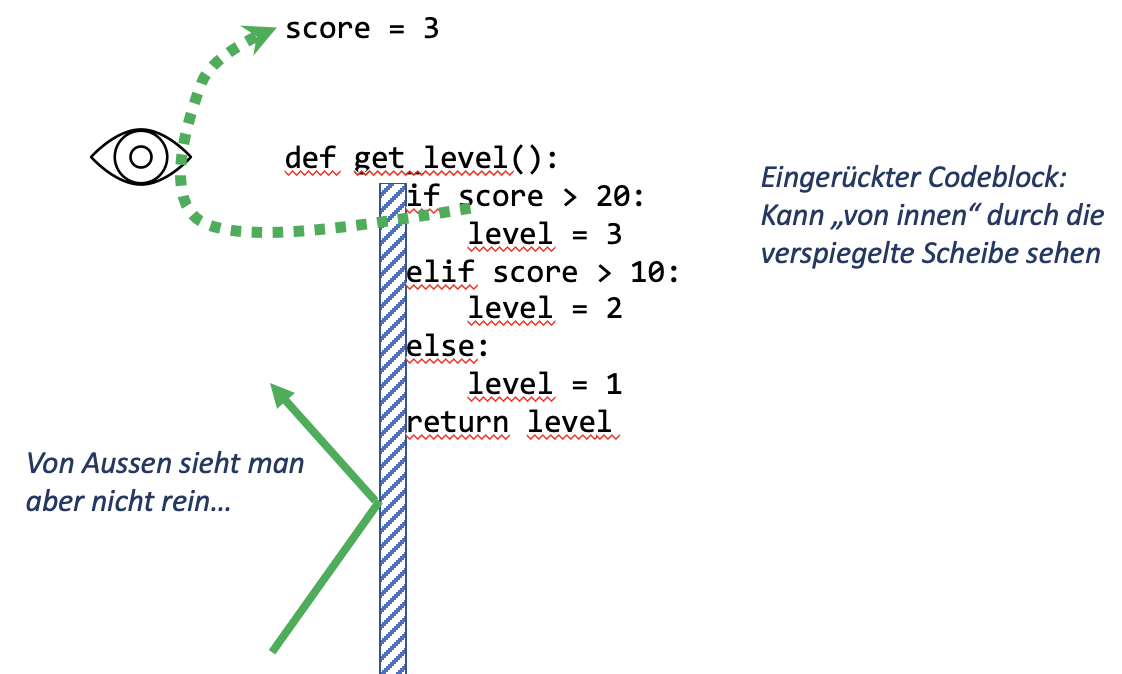 score = 3
def get_level():
if score > 20:
level = 3
elif score > 10:
level = 2
else:
level = 1
return level
Eingerückter Codeblock:
Kann „von innen“ durch die
verspiegelte Scheibe sehen
Von Aussen sieht man
aber nicht rein…